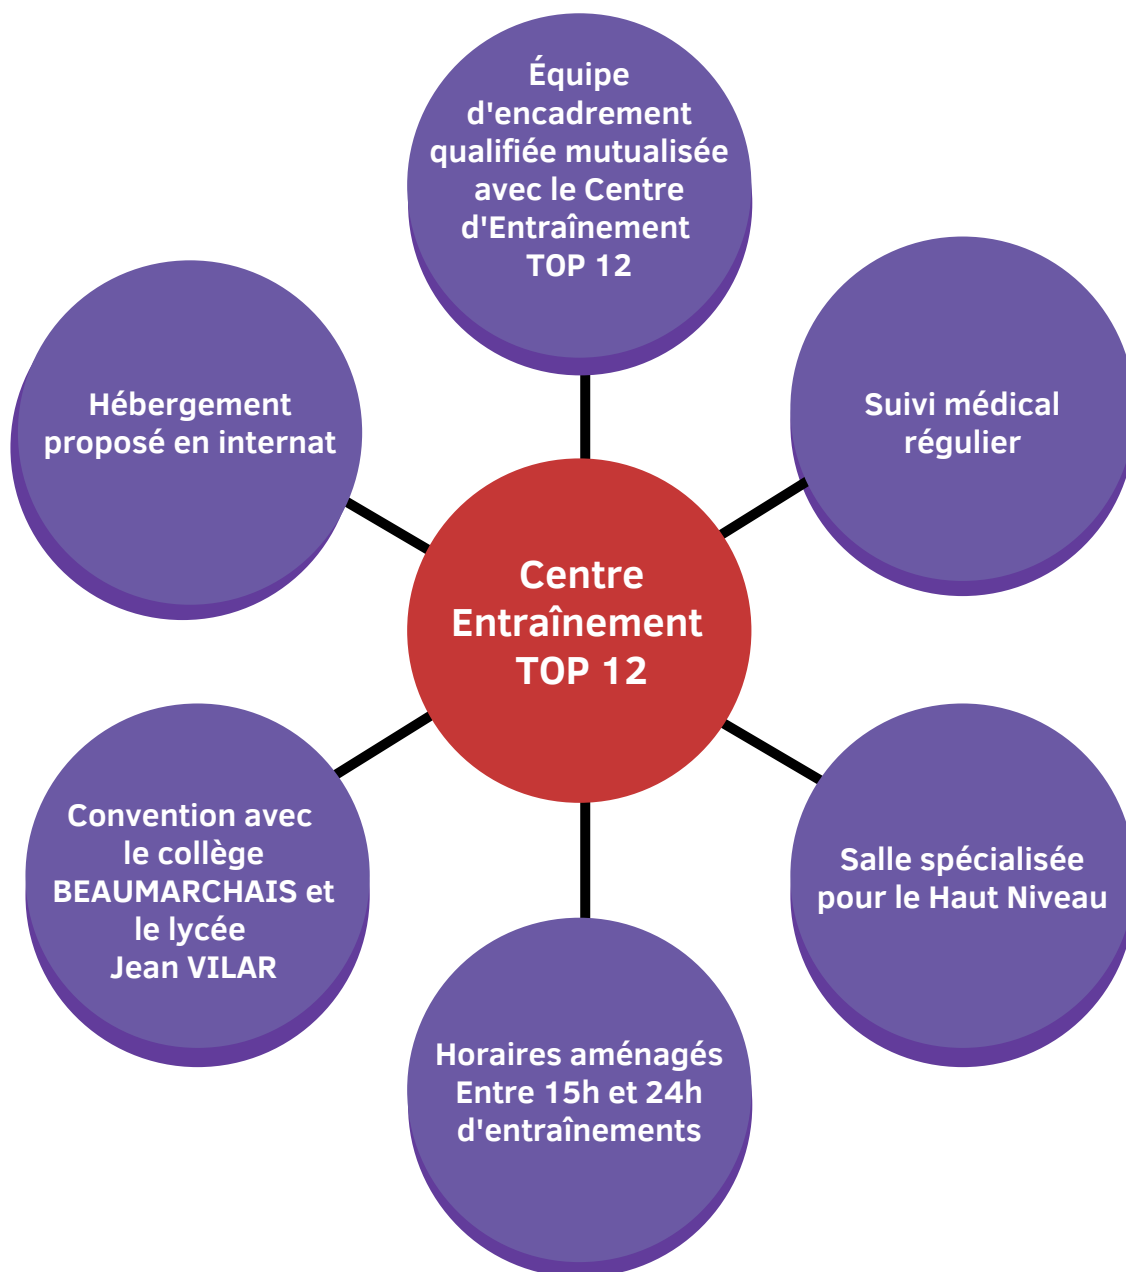 Équipe
d'encadrement
qualifiée mutualisée
avec le Centre
d'Entraînement
TOP 12
Hébergement
proposé en internat
Suivi médical
régulier
Centre
Entraînement
TOP 12
Convention avec
le collège
BEAUMARCHAIS et
le lycée
Jean VILAR
Salle spécialisée
pour le Haut Niveau
Horaires aménagés
Entre 15h et 24h
d'entraînements